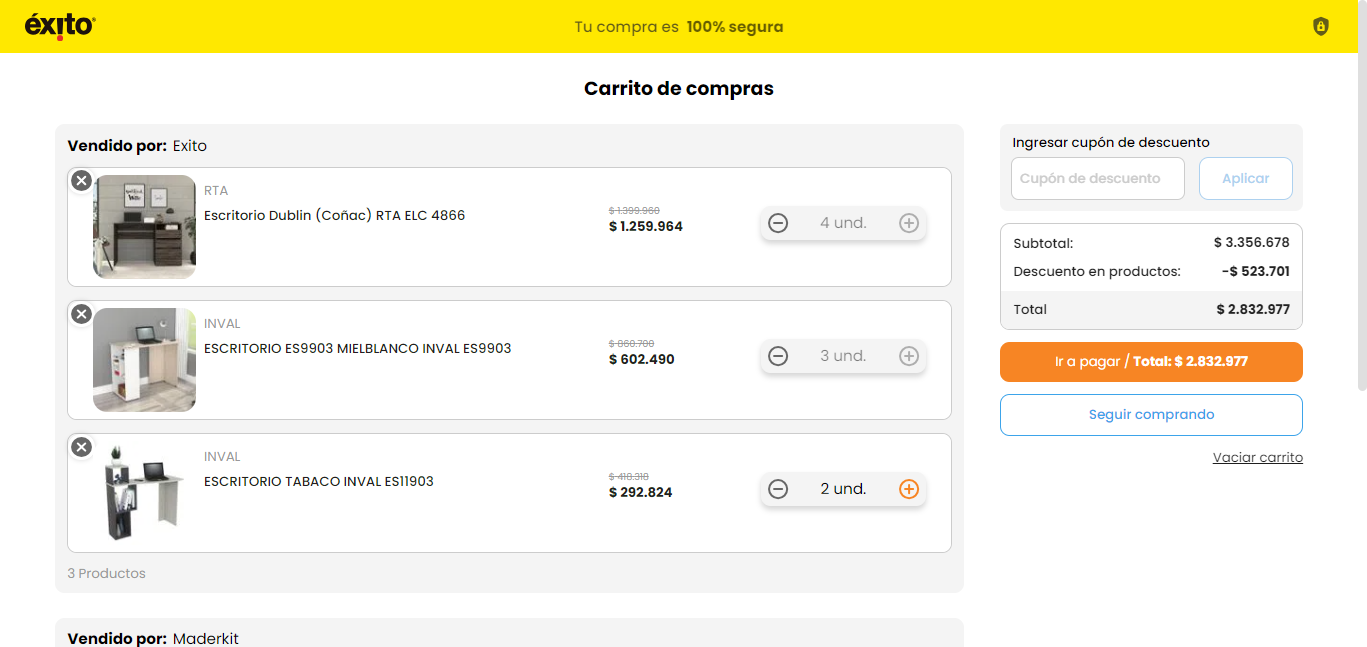 éxito
Tu compra es 100% segura
Carrito de compras
Vendido por: Exito
RTA
Escritorio Dublin (Coñac) RTA ELC 4866
$ 1.399.960
$ 1.259.964
4 und.
INVAL
ESCRITORIO ES9903 MIELBLANCO INVAL ES9903
$ 860.700
$ 602.490
3 und.
INVAL
ESCRITORIO TABACO INVAL ES11903
$ 418.318
$ 292.824
2 und.
3 Productos
Vendido por: Maderkit
Ingresar cupón de descuento
Cupón de descuento
Aplicar
Subtotal: $ 3.356.678
Descuento en productos: -$ 523.701
Total $ 2.832.977
Ir a pagar / Total: $ 2.832.977
Seguir comprando
Vaciar carrito